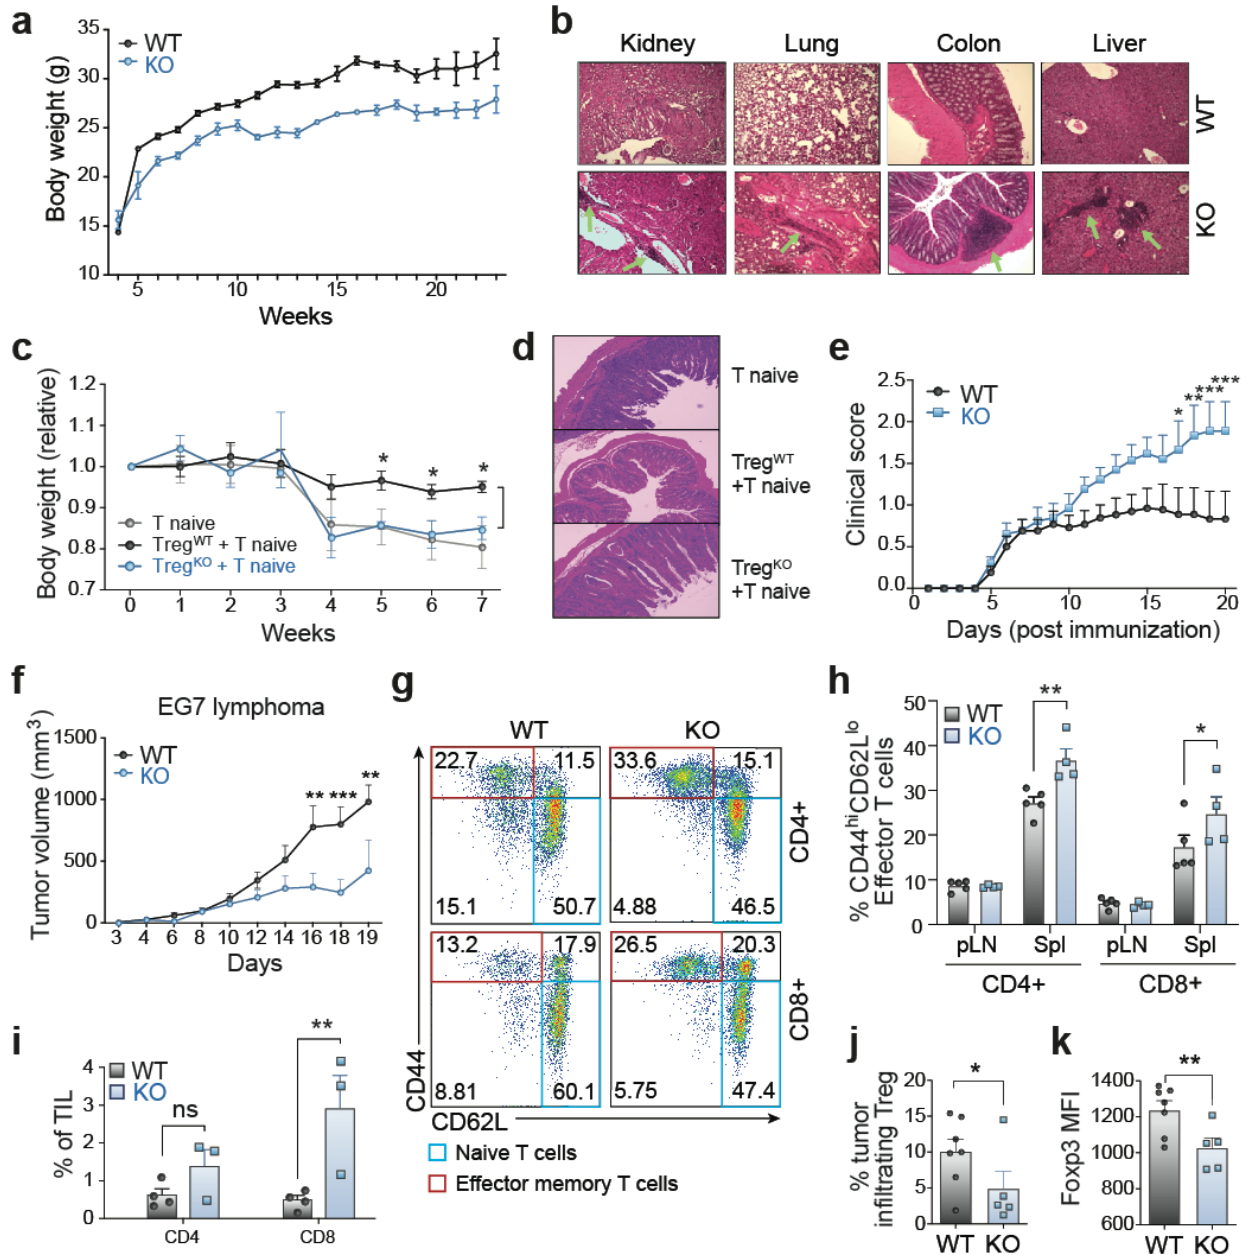 a
35
30
25
20
15
10
Body weight (g)
WT
KO
5
10
15
20
Weeks
b
Kidney
Lung
Colon
Liver
WT
KO
c
1.2
1.1
1.0
0.9
0.8
0.7
Body weight (relative)
* * *
T naive
Treg^WT + T naive
Treg^KO + T naive
0 1 2 3 4 5 6 7
Weeks
d
T naive
Treg^WT
+T naive
Treg^KO
+T naive
e
2.5
2.0
1.5
1.0
0.5
0.0
Clinical score
WT
KO
* ** *** ***
0 5 10 15 20
Days (post immunization)
f
EG7 lymphoma
1500
1000
500
0
Tumor volume (mm³)
WT
KO
** *** **
3 4 6 8 10 12 14 16 18 19
Days
g
WT
KO
22.7 11.5
15.1 50.7
33.6 15.1
4.88 46.5
CD4+
13.2 17.9
8.81 60.1
26.5 20.3
5.75 47.4
CD8+
CD44
CD62L
Naive T cells
Effector memory T cells
h
50
40
30
20
10
0
% CD44^hiCD62L^lo
Effector T cells
WT
KO
**
*
pLN Spl pLN Spl
CD4+ CD8+
i
4
3
2
1
0
% of TIL
WT
KO
ns
**
CD4 CD8
j
20
15
10
5
0
% tumor
infiltrating Treg
*
WT KO
k
1400
1200
1000
800
600
Foxp3 MFI
**
WT KO